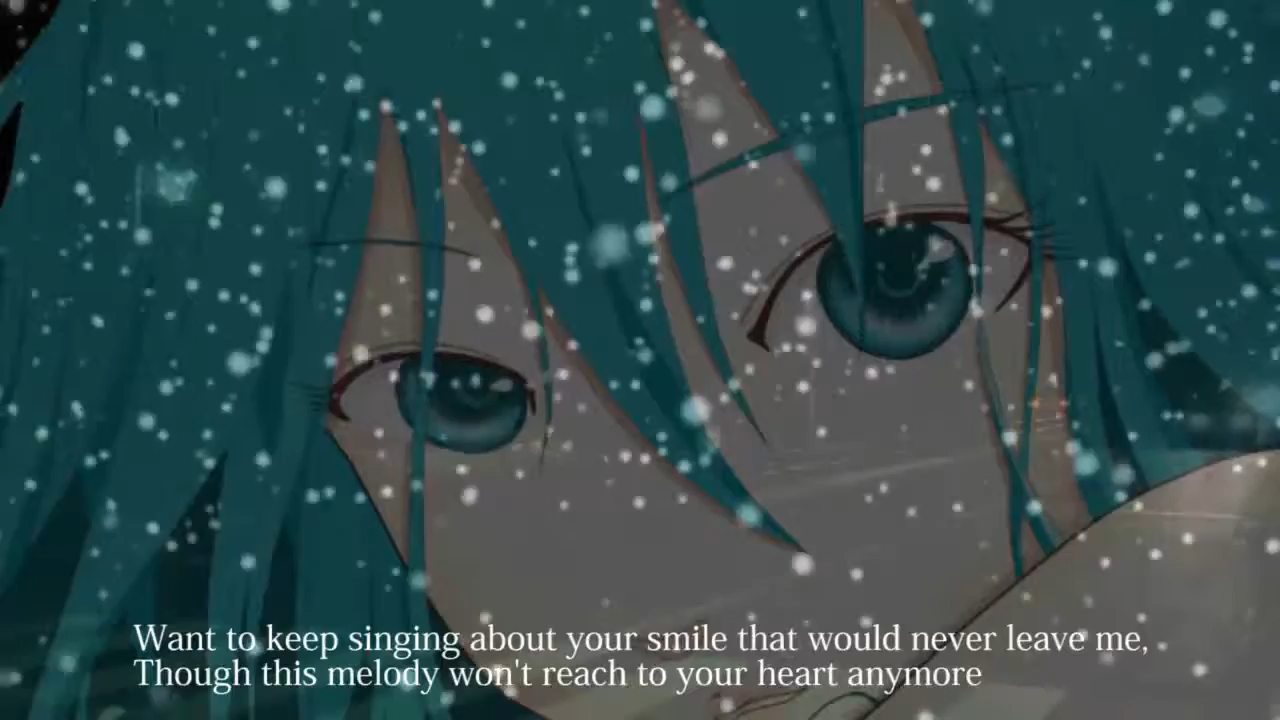 Want to keep singing about your smile that would never leave me,
Though this melody won't reach to your heart anymore